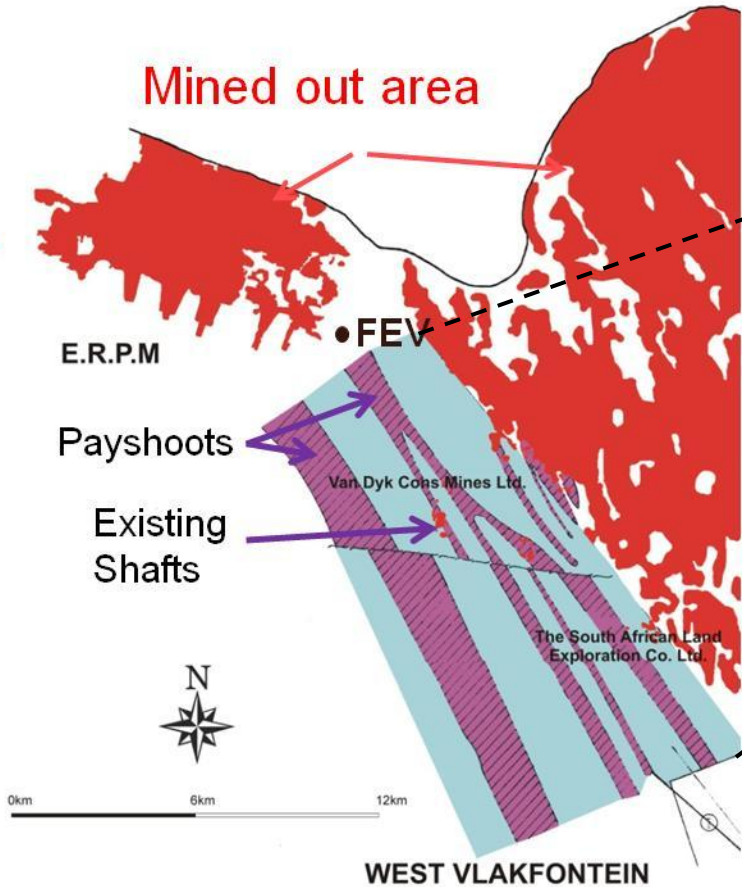 Mined out area
FEV
E.R.P.M
Payshoots
Van Dyk Cons Mines Ltd.
Existing
Shafts
The South African Land
Exploration Co. Ltd.
N
0km 6km 12km
1
WEST VLAKFONTEIN